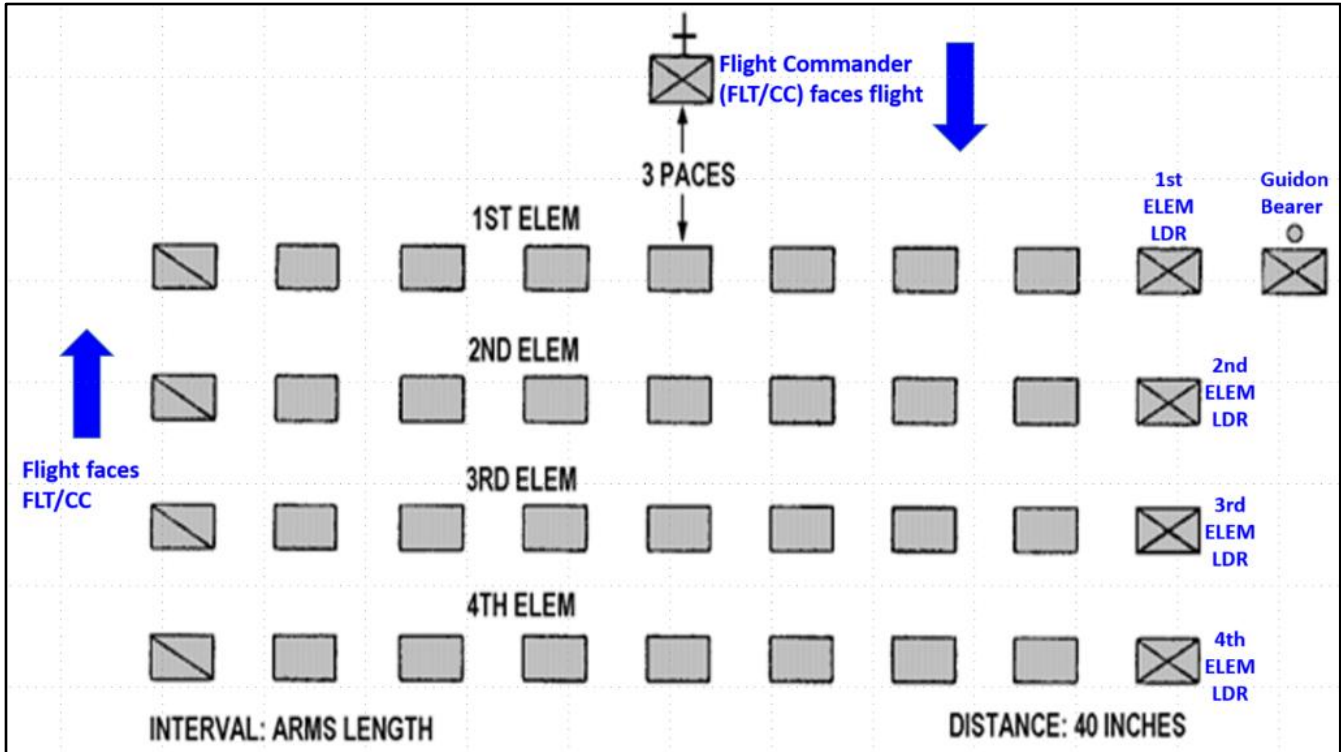 Flight Commander
(FLT/CC) faces flight
3 PACES
1st
ELEM
LDR
Guidon
Bearer
1ST ELEM
2ND ELEM
2nd
ELEM
LDR
Flight faces
FLT/CC
3RD ELEM
3rd
ELEM
LDR
4TH ELEM
4th
ELEM
LDR
INTERVAL: ARMS LENGTH
DISTANCE: 40 INCHES